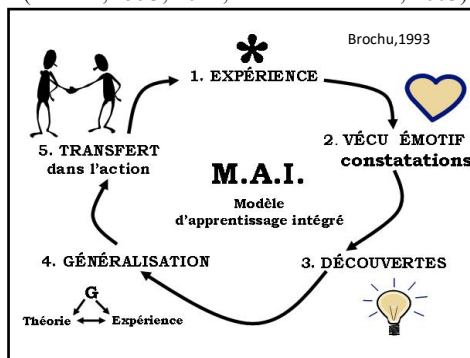 Brochu,1993
1. EXPÉRIENCE
2. VÉCU ÉMOTIF
constatations
5. TRANSFERT
dans l'action
M.A.I.
Modèle
d'apprentissage intégré
4. GÉNÉRALISATION
3. DÉCOUVERTES
G
Théorie
Expérience